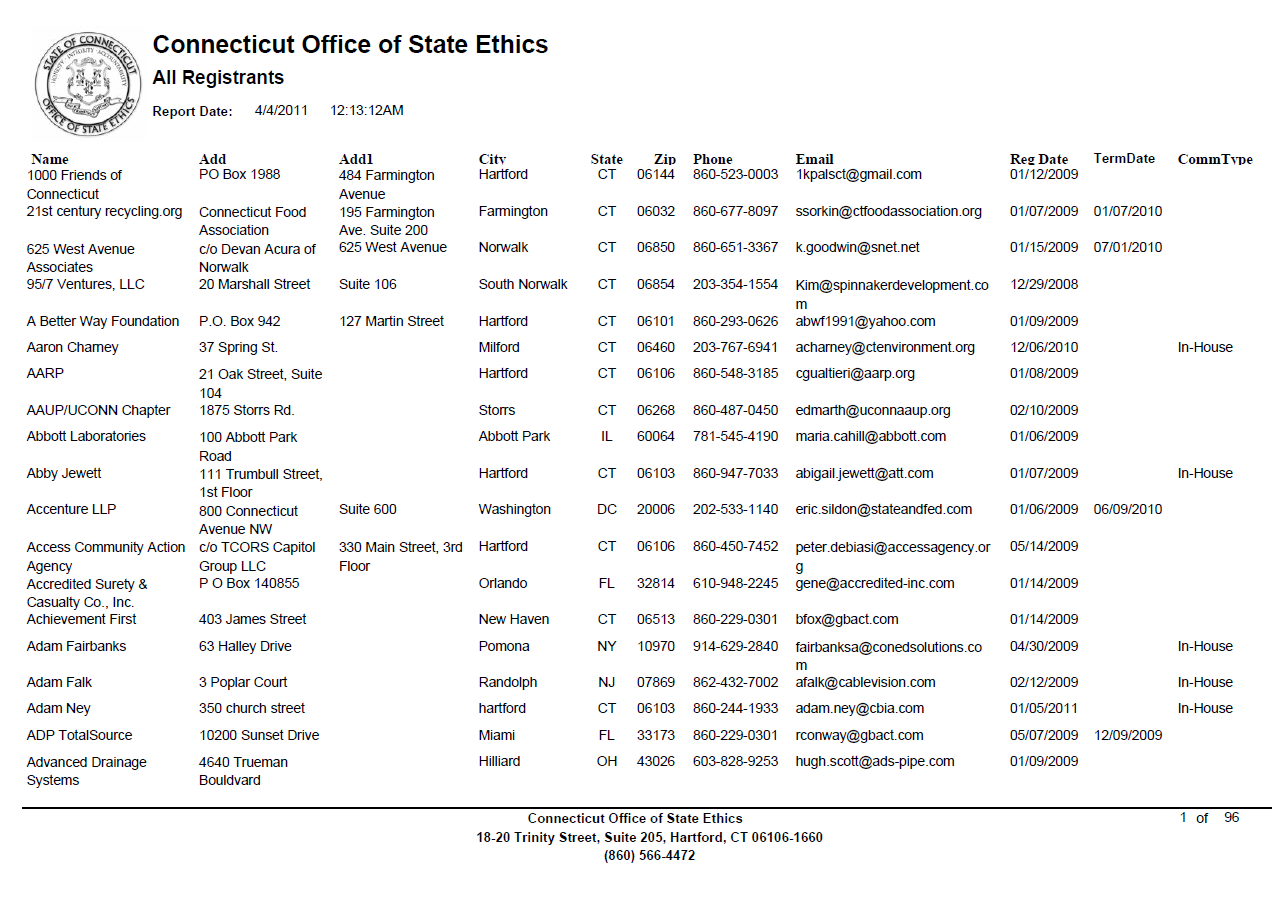 STATE OF CONNECTICUT
OFFICE OF STATE ETHICS
Connecticut Office of State Ethics
All Registrants
Report Date: 4/4/2011 12:13:12AM
Name Add Add1 City State Zip Phone Email Reg Date TermDate CommType
1000 Friends of PO Box 1988 484 Farmington Hartford CT 06144 860-523-0003 1kpalsct@gmail.com 01/12/2009
Connecticut Avenue
21st century recycling.org Connecticut Food 195 Farmington Farmington CT 06032 860-677-8097 ssorkin@ctfoodassociation.org 01/07/2009 01/07/2010
Association Ave. Suite 200
625 West Avenue c/o Devan Acura of 625 West Avenue Norwalk CT 06850 860-651-3367 k.goodwin@snet.net 01/15/2009 07/01/2010
Associates Norwalk
95/7 Ventures, LLC 20 Marshall Street Suite 106 South Norwalk CT 06854 203-354-1554 Kim@spinnakerdevelopment.co 12/29/2008
m
A Better Way Foundation P.O. Box 942 127 Martin Street Hartford CT 06101 860-293-0626 abwf1991@yahoo.com 01/09/2009
Aaron Charney 37 Spring St. Milford CT 06460 203-767-6941 acharney@ctenvironment.org 12/06/2010 In-House
AARP 21 Oak Street, Suite Hartford CT 06106 860-548-3185 cgualtieri@aarp.org 01/08/2009
104
AAUP/UCONN Chapter 1875 Storrs Rd. Storrs CT 06268 860-487-0450 edmarth@uconnaaup.org 02/10/2009
Abbott Laboratories 100 Abbott Park Abbott Park IL 60064 781-545-4190 maria.cahill@abbott.com 01/06/2009
Road
Abby Jewett 111 Trumbull Street, Hartford CT 06103 860-947-7033 abigail.jewett@att.com 01/07/2009 In-House
1st Floor
Accenture LLP 800 Connecticut Suite 600 Washington DC 20006 202-533-1140 eric.sildon@stateandfed.com 01/06/2009 06/09/2010
Avenue NW
Access Community Action c/o TCORS Capitol 330 Main Street, 3rd Hartford CT 06106 860-450-7452 peter.debiasi@accessagency.or 05/14/2009
Agency Group LLC Floor g
Accredited Surety & P O Box 140855 Orlando FL 32814 610-948-2245 gene@accredited-inc.com 01/14/2009
Casualty Co., Inc.
Achievement First 403 James Street New Haven CT 06513 860-229-0301 bfox@gbact.com 01/14/2009
Adam Fairbanks 63 Halley Drive Pomona NY 10970 914-629-2840 fairbanksa@conedsolutions.co 04/30/2009 In-House
m
Adam Falk 3 Poplar Court Randolph NJ 07869 862-432-7002 afalk@cablevision.com 02/12/2009 In-House
Adam Ney 350 church street hartford CT 06103 860-244-1933 adam.ney@cbia.com 01/05/2011 In-House
ADP TotalSource 10200 Sunset Drive Miami FL 33173 860-229-0301 rconway@gbact.com 05/07/2009 12/09/2009
Advanced Drainage 4640 Trueman Hilliard OH 43026 603-828-9253 hugh.scott@ads-pipe.com 01/09/2009
Systems Bouldvard
Connecticut Office of State Ethics 1 of 96
18-20 Trinity Street, Suite 205, Hartford, CT 06106-1660
(860) 566-4472